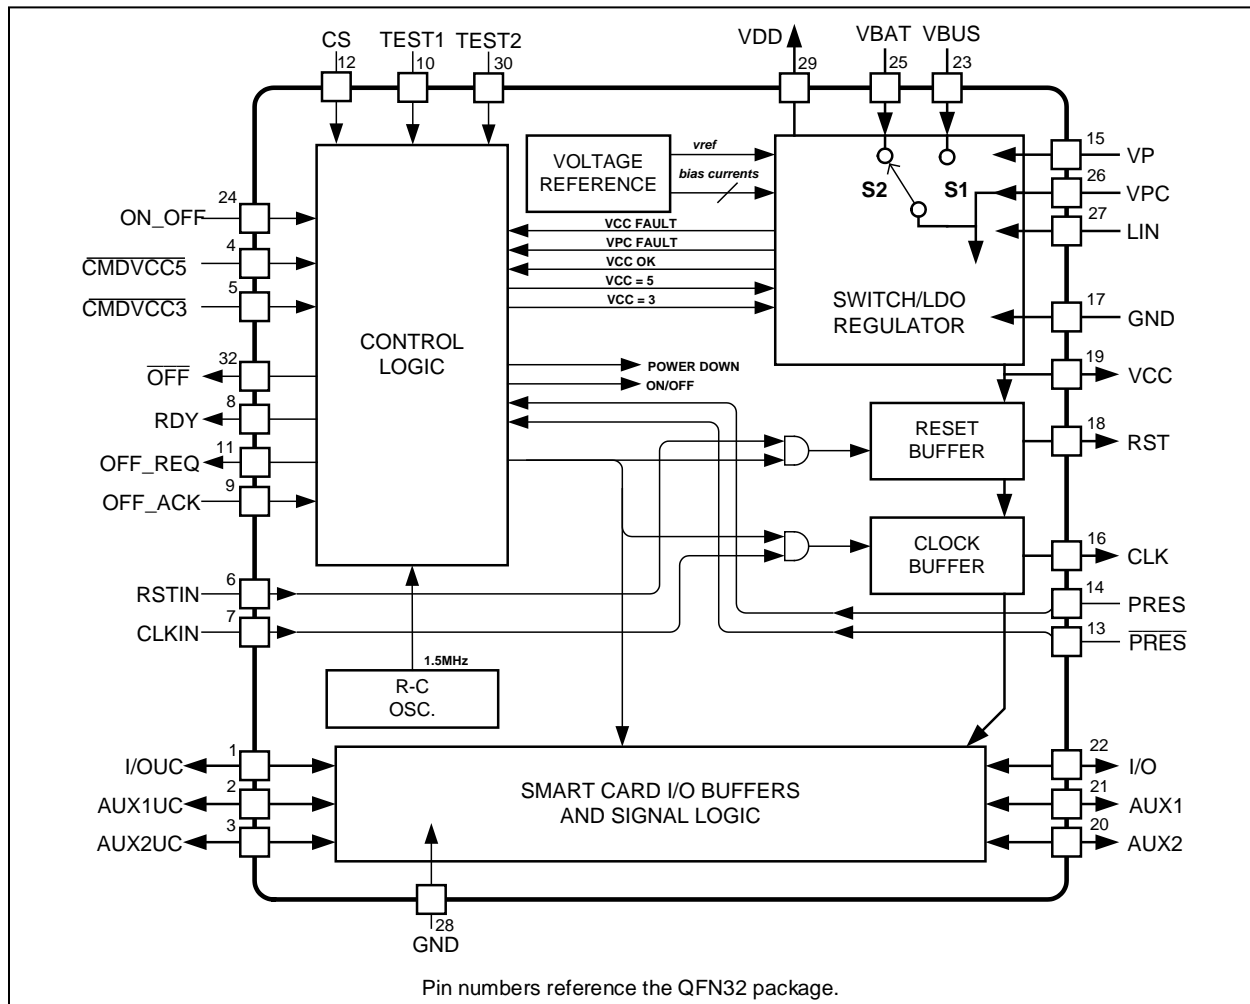 CS
TEST1
TEST2
VDD
VBAT
VBUS
12
10
30
29
25
23
VOLTAGE
REFERENCE
vref
bias currents
S2
S1
15
VP
26
VPC
27
LIN
24
ON_OFF
4
CMDVCC5
5
CMDVCC3
VCC FAULT
VPC FAULT
VCC OK
VCC = 5
VCC = 3
SWITCH/LDO
REGULATOR
17
GND
CONTROL
LOGIC
32
OFF
8
RDY
11
OFF_REQ
9
OFF_ACK
POWER DOWN
ON/OFF
19
VCC
RESET
BUFFER
18
RST
CLOCK
BUFFER
16
CLK
6
RSTIN
7
CLKIN
14
PRES
13
PRES
1.5MHz
R-C
OSC.
1
I/OUC
2
AUX1UC
3
AUX2UC
SMART CARD I/O BUFFERS
AND SIGNAL LOGIC
22
I/O
21
AUX1
20
AUX2
28
GND
Pin numbers reference the QFN32 package.